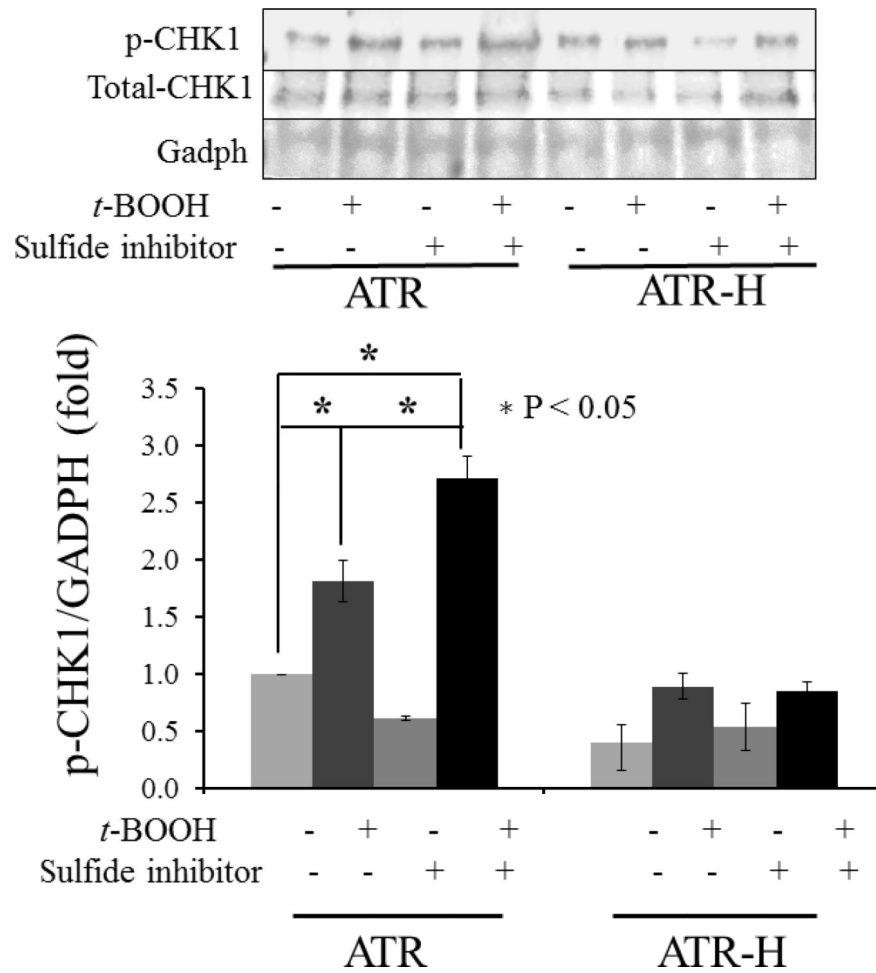 p-CHK1
Total-CHK1
Gadph
t-BOOH - + - + - + - +
Sulfide inhibitor - - + + - - + +
ATR ATR-H
p-CHK1/GADPH (fold)
*
* * * P < 0.05
3.5
3.0
2.5
2.0
1.5
1.0
0.5
0.0
t-BOOH - + - + - + - +
Sulfide inhibitor - - + + - - + +
ATR ATR-H